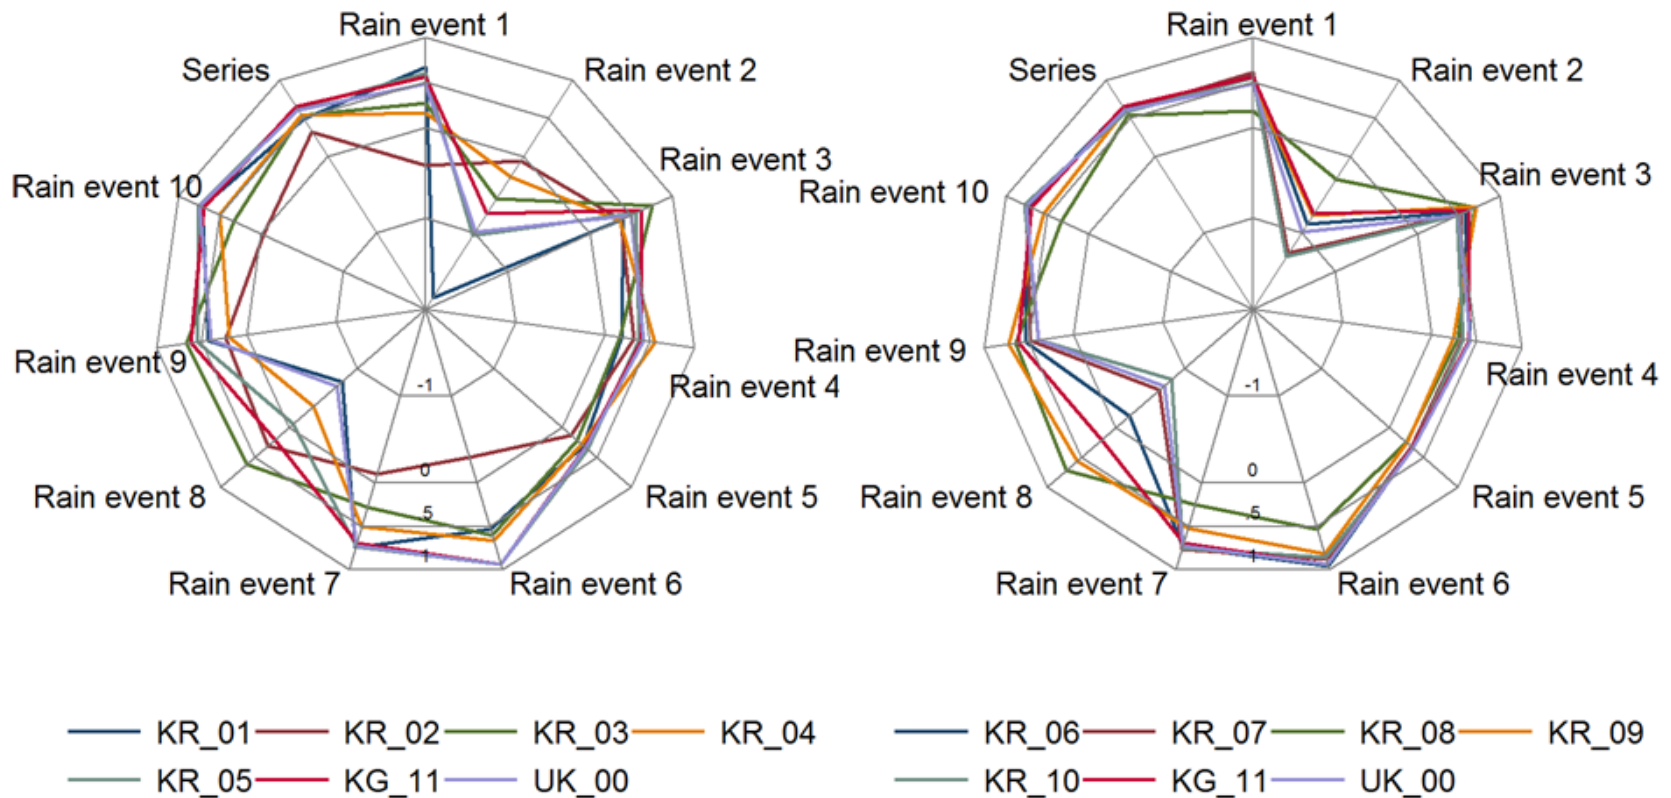 Rain event 1
Series
Rain event 2
Rain event 3
Rain event 10
Rain event 9
Rain event 4
-1
0
5
1
Rain event 8
Rain event 5
Rain event 7
Rain event 6
KR_01 KR_02 KR_03 KR_04
KR_05 KG_11 UK_00
Rain event 1
Series
Rain event 2
Rain event 3
Rain event 10
Rain event 9
Rain event 4
-1
0
5
1
Rain event 8
Rain event 5
Rain event 7
Rain event 6
KR_06 KR_07 KR_08 KR_09
KR_10 KG_11 UK_00